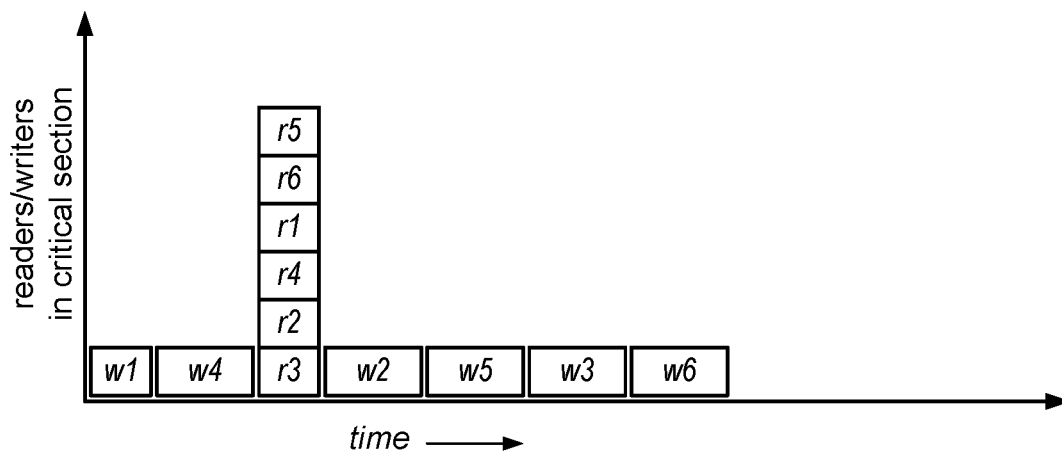 readers/writers
in critical section
r5
r6
r1
r4
r2
w1 w4 r3 w2 w5 w3 w6
time